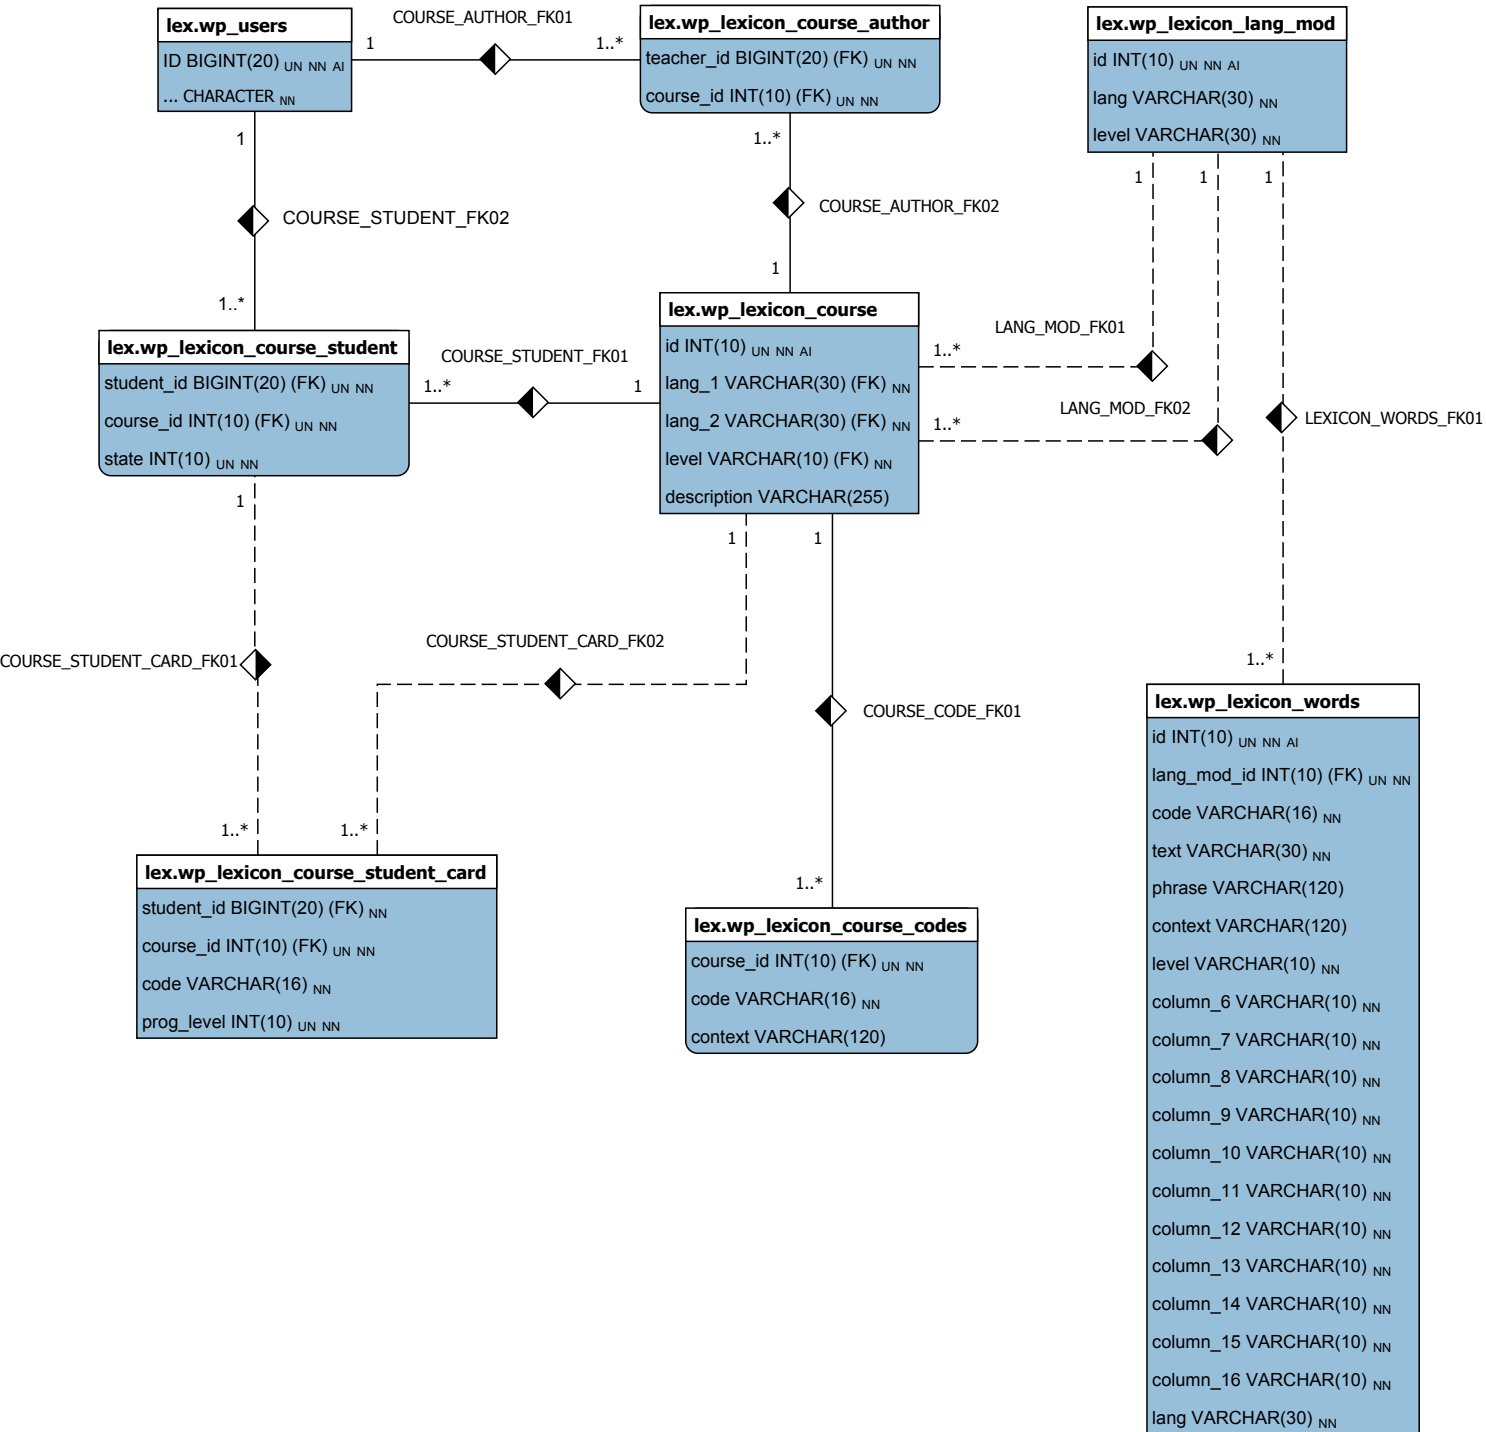 lex.wp_users
ID BIGINT(20) UN NN AI
... CHARACTER NN
COURSE_AUTHOR_FK01
1
1..*
lex.wp_lexicon_course_author
teacher_id BIGINT(20) (FK) UN NN
course_id INT(10) (FK) UN NN
lex.wp_lexicon_lang_mod
id INT(10) UN NN AI
lang VARCHAR(30) NN
level VARCHAR(30) NN
1
COURSE_STUDENT_FK02
1..*
1..*
COURSE_AUTHOR_FK02
1
1
1
1
lex.wp_lexicon_course_student
student_id BIGINT(20) (FK) UN NN
course_id INT(10) (FK) UN NN
state INT(10) UN NN
COURSE_STUDENT_FK01
1..*
1
lex.wp_lexicon_course
id INT(10) UN NN AI
lang_1 VARCHAR(30) (FK) NN
lang_2 VARCHAR(30) (FK) NN
level VARCHAR(10) (FK) NN
description VARCHAR(255)
LANG_MOD_FK01
1..*
LANG_MOD_FK02
1..*
LEXICON_WORDS_FK01
1..*
1
1
1
COURSE_STUDENT_CARD_FK01
COURSE_STUDENT_CARD_FK02
COURSE_CODE_FK01
1..*
1..*
1..*
lex.wp_lexicon_course_student_card
student_id BIGINT(20) (FK) NN
course_id INT(10) (FK) UN NN
code VARCHAR(16) NN
prog_level INT(10) UN NN
lex.wp_lexicon_course_codes
course_id INT(10) (FK) UN NN
code VARCHAR(16) NN
context VARCHAR(120)
lex.wp_lexicon_words
id INT(10) UN NN AI
lang_mod_id INT(10) (FK) UN NN
code VARCHAR(16) NN
text VARCHAR(30) NN
phrase VARCHAR(120)
context VARCHAR(120)
level VARCHAR(10) NN
column_6 VARCHAR(10) NN
column_7 VARCHAR(10) NN
column_8 VARCHAR(10) NN
column_9 VARCHAR(10) NN
column_10 VARCHAR(10) NN
column_11 VARCHAR(10) NN
column_12 VARCHAR(10) NN
column_13 VARCHAR(10) NN
column_14 VARCHAR(10) NN
column_15 VARCHAR(10) NN
column_16 VARCHAR(10) NN
lang VARCHAR(30) NN